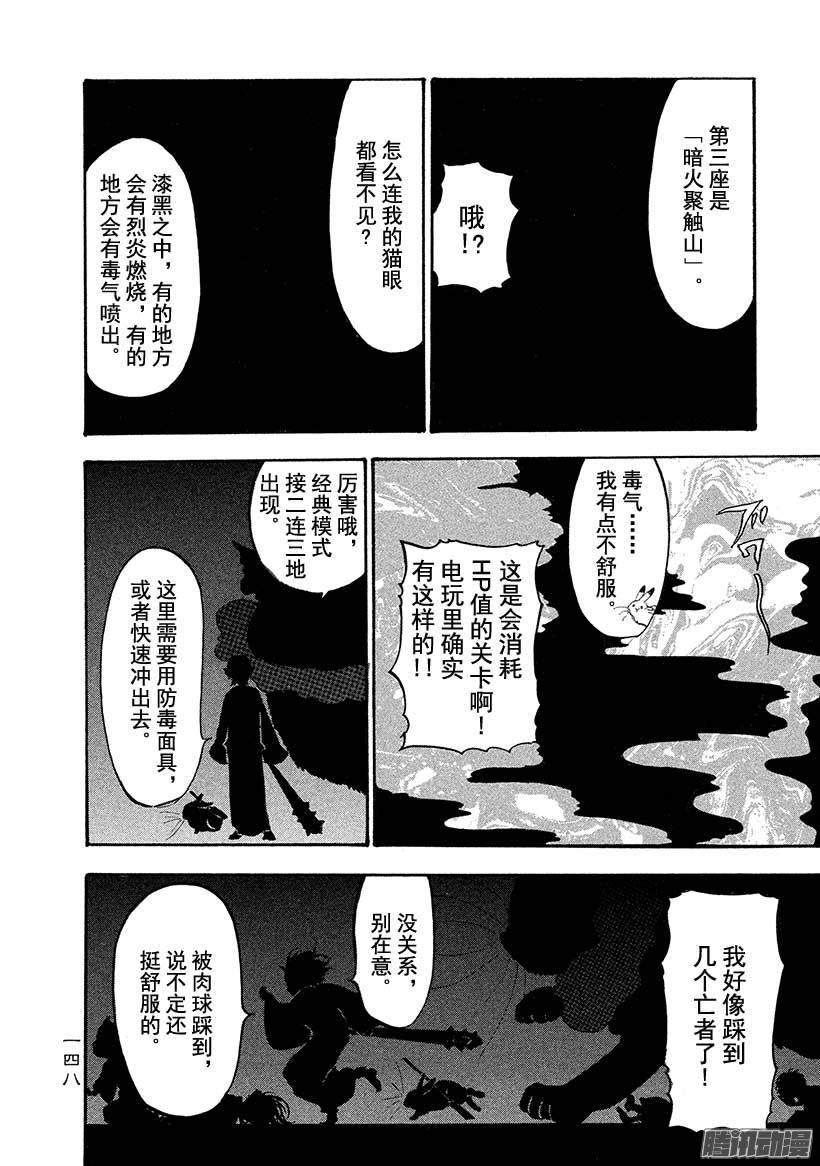 第三座是
「暗火聚触山」。
哦!?
怎么连我的猫眼
都看不见？
漆黑之中，有的地方
会有烈炎燃烧，有的
地方会有毒气喷出。
毒气……
我有点不舒服。
ゴゴワー
这是会消耗
HP值的关卡啊！
电玩里确实
有这样的!!
厉害哦，
经典模式
接二连三地
出现。
这里需要用防毒面具，
或者快速冲出去。
我好像踩到
几个亡者了！
没关系，
别在意。
被肉球踩到，
说不定还
挺舒服的。
一四八
腾讯动漫